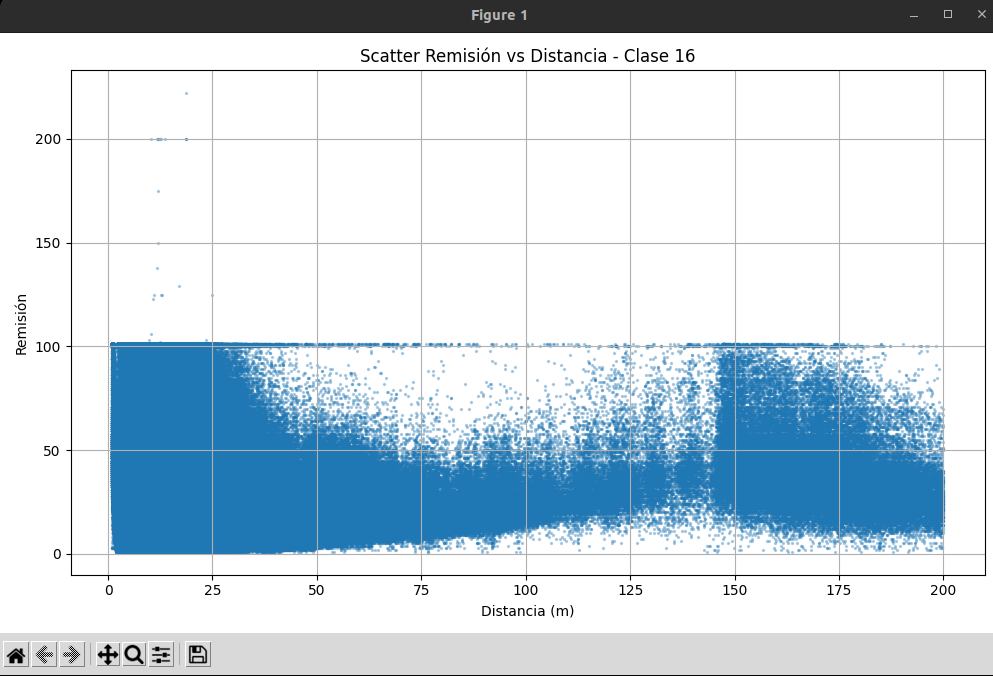 Figure 1
Scatter Remisión vs Distancia - Clase 16
200
150
100
50
0
Remisión
0 25 50 75 100 125 150 175 200
Distancia (m)